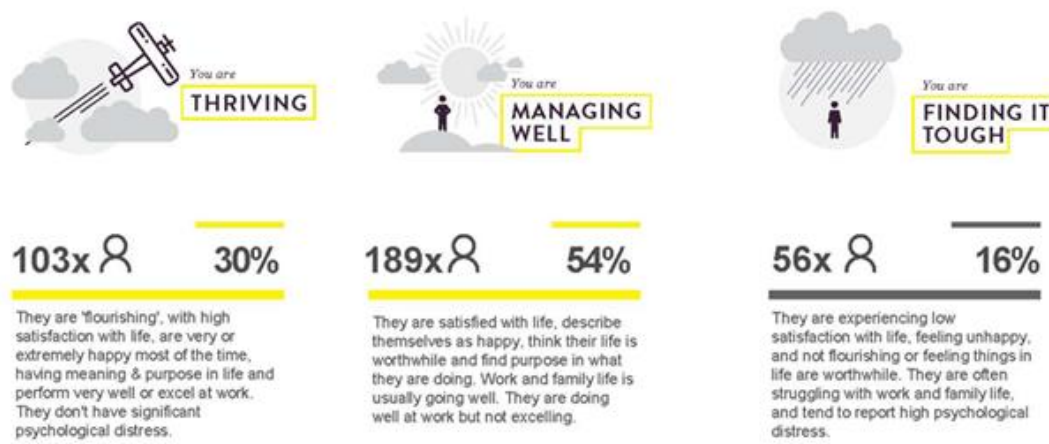 You are
THRIVING
You are
MANAGING
WELL
You are
FINDING IT
TOUGH
103x 30%
189x 54%
56x 16%
They are 'flourishing', with high
satisfaction with life, are very or
extremely happy most of the time,
having meaning & purpose in life and
perform very well or excel at work.
They don't have significant
psychological distress.
They are satisfied with life, describe
themselves as happy, think their life is
worthwhile and find purpose in what
they are doing. Work and family life is
usually going well. They are doing
well at work but not excelling.
They are experiencing low
satisfaction with life, feeling unhappy,
and not flourishing or feeling things in
life are worthwhile. They are often
struggling with work and family life,
and tend to report high psychological
distress.